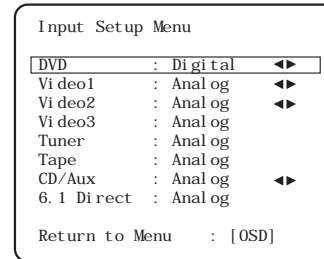 Input Setup Menu
DVD : Digital ◄►
Video1 : Analog ◄►
Video2 : Analog ◄►
Video3 : Analog
Tuner : Analog
Tape : Analog
CD/Aux : Analog ◄►
6.1 Direct : Analog
Return to Menu : [OSD]